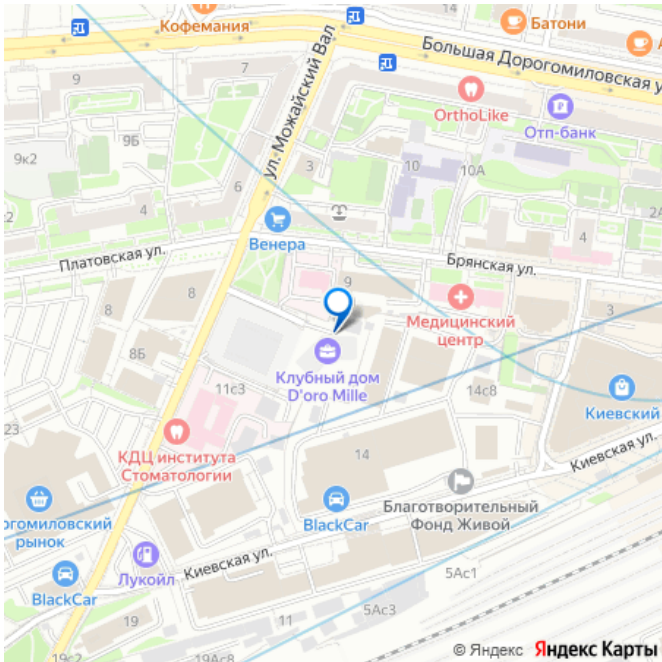 Кофемания
Батони
Большая Дорогомиловская у
ул. Можайский Вал
9
7
OrthoLike
Отп-банк
9Б
9к2
3
10
10А
6
4
2А
Венера
4
Платовская ул.
Брянская ул.
8
8
9
3
Медицинский
центр
8Б
Клубный дом
D'oro Mille
11с3
14с8
Киевский
23
КДЦ института
Стоматологии
14
Киевская ул.
огомиловский
рынок
BlackCar
Благотворительный
Фонд Живой
Лукойл
Киевская ул.
BlackCar
5Ас1
5Ас3
19
11
19с2
19Ас8
© Яндекс Яндекс Карты